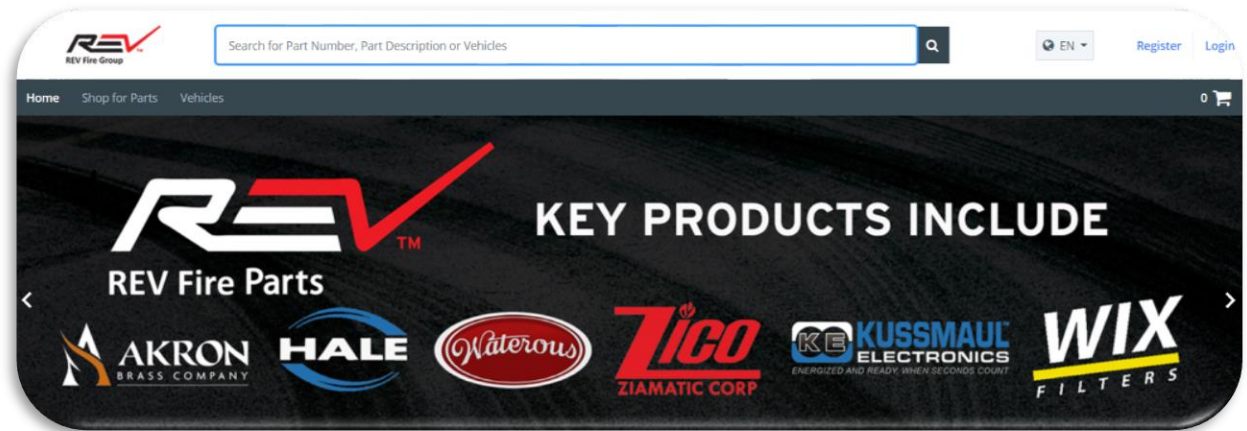 REV
REV Fire Group
Search for Part Number, Part Description or Vehicles
EN
Register
Login
Home
Shop for Parts
Vehicles
0
REV™
REV Fire Parts
KEY PRODUCTS INCLUDE
AKRON
BRASS COMPANY
HALE
Waterous
ZICO
ZIAMATIC CORP
KE KUSSMAUL
ELECTRONICS
ENERGIZED AND READY WHEN SECONDS COUNT
WIX
FILTERS